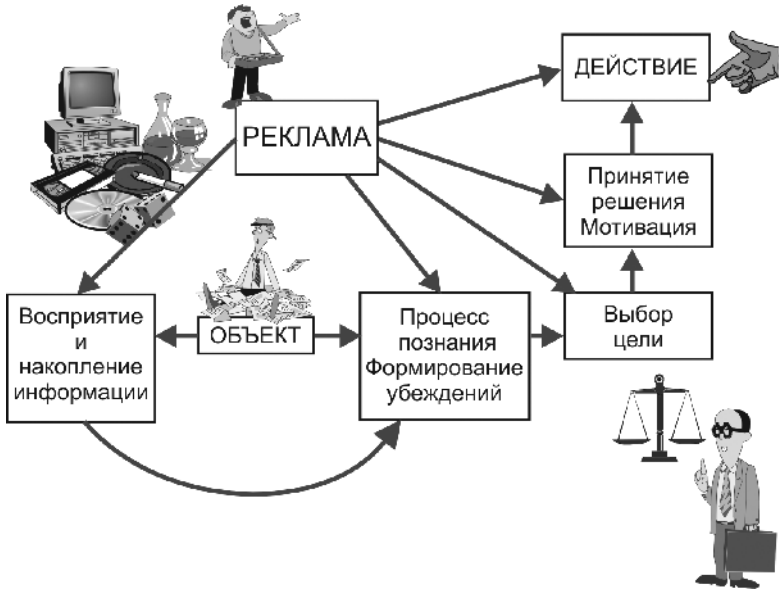 ДЕЙСТВИЕ
РЕКЛАМА
Принятие
решения
Мотивация
Восприятие
и
накопление
информации
ОБЪЕКТ
Процесс
познания
Формирование
убеждений
Выбор
цели